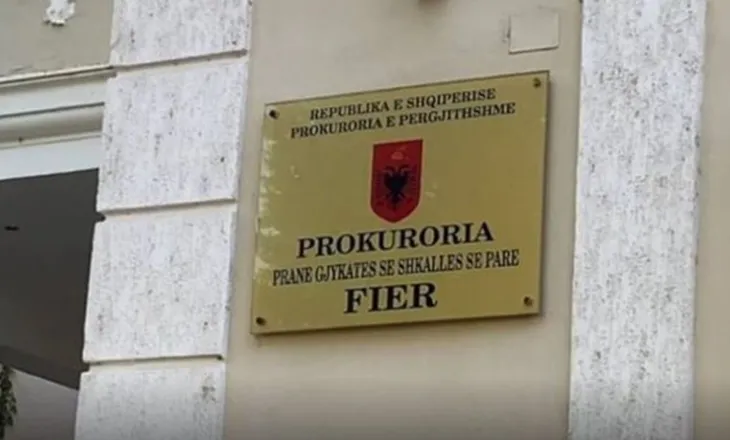 REPUBLIKA E SHQIPERISE
PROKURORIA E PERGJITHSHME
PROKURORIA
PRANE GJYKATES SE SHKALLES SE PARE
FIER